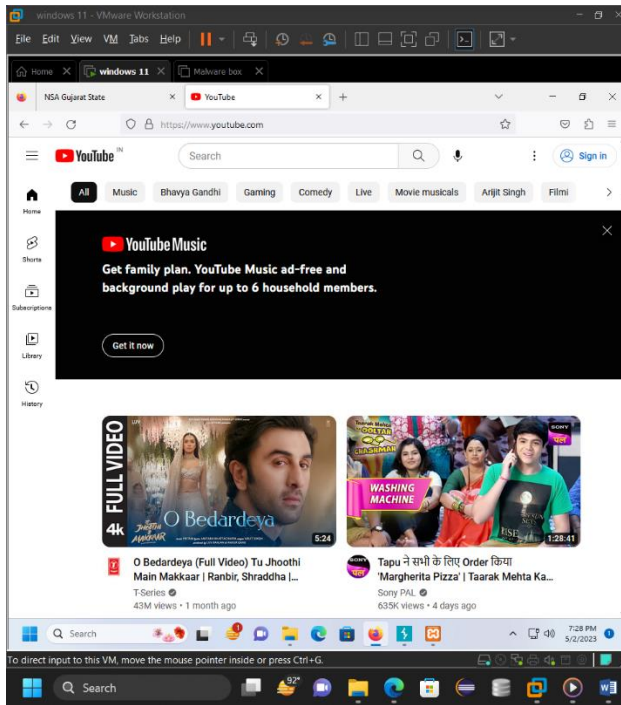 windows 11 - VMware Workstation
File Edit View VM Tabs Help
Home windows 11 Malware box
NSA Gujarat State YouTube
https://www.youtube.com
YouTube IN Search Sign in
All Music Bhavya Gandhi Gaming Comedy Live Movie musicals Arijit Singh Filmi
Home
Shorts
Subscriptions
Library
History
YouTube Music
Get family plan. YouTube Music ad-free and
background play for up to 6 household members.
Get it now
FULL VIDEO
4k
O Bedardeya
5:24
WASHING
MACHINE
SONY
पल
1:28:41
O Bedardeya (Full Video) Tu Jhoothi
Main Makkaar | Ranbir, Shraddha |...
T-Series
43M views • 1 month ago
Tapu ने सभी के लिए Order किया
'Margherita Pizza' | Taarak Mehta Ka...
Sony PAL
635K views • 4 days ago
Search
7:28 PM
5/2/2023
To direct input to this VM, move the mouse pointer inside or press Ctrl+G.
Search
92°